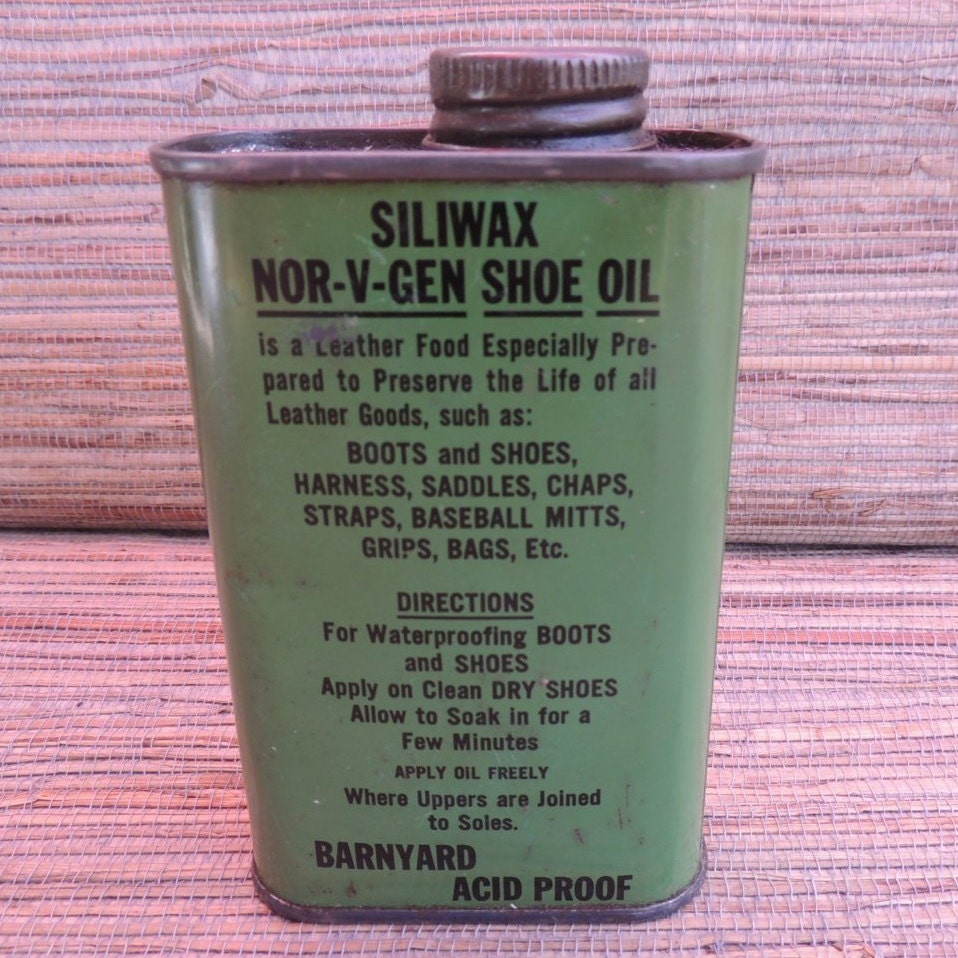 SILIWAX
NOR-V-GEN SHOE OIL
is a Leather Food Especially Pre-
pared to Preserve the Life of all
Leather Goods, such as:
BOOTS and SHOES,
HARNESS, SADDLES, CHAPS,
STRAPS, BASEBALL MITTS,
GRIPS, BAGS, Etc.
DIRECTIONS
For Waterproofing BOOTS
and SHOES
Apply on Clean DRY SHOES
Allow to Soak in for a
Few Minutes
APPLY OIL FREELY
Where Uppers are Joined
to Soles.
BARNYARD
ACID PROOF